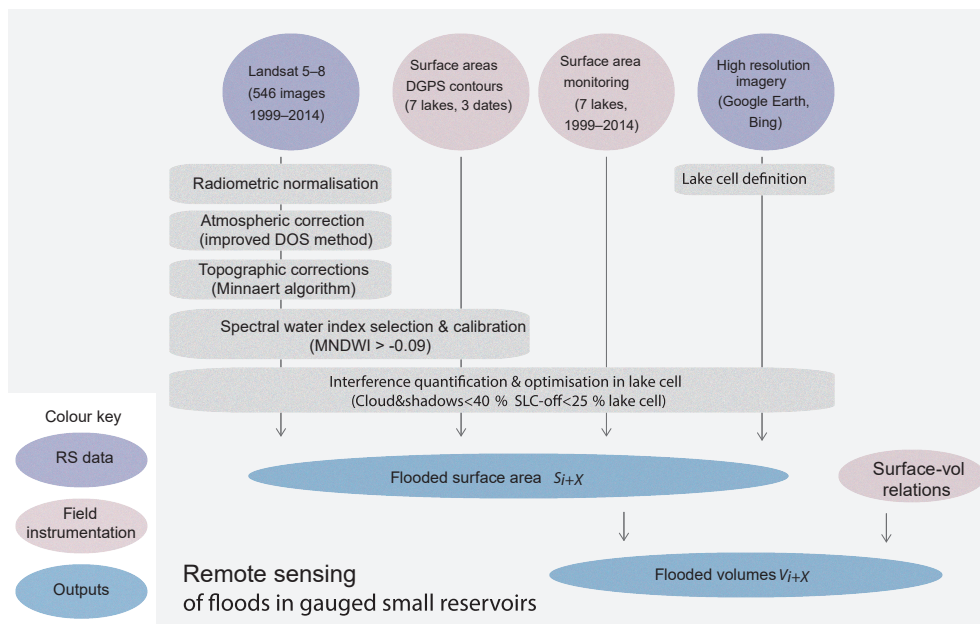 Landsat 5–8
(546 images
1999–2014)
Surface areas
DGPS contours
(7 lakes, 3 dates)
Surface area
monitoring
(7 lakes,
1999–2014)
High resolution
imagery
(Google Earth,
Bing)
Radiometric normalisation
Lake cell definition
Atmospheric correction
(improved DOS method)
Topographic corrections
(Minnaert algorithm)
Spectral water index selection & calibration
(MNDWI > -0.09)
Interference quantification & optimisation in lake cell
(Cloud&shadows<40 % SLC-off<25 % lake cell)
Colour key
RS data
Field
instrumentation
Outputs
Flooded surface area Si+X
Surface-vol
relations
Flooded volumes Vi+X
Remote sensing
of floods in gauged small reservoirs